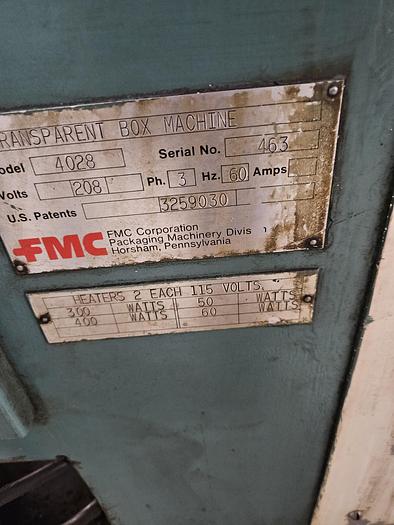 RANSPARENT BOX MACHINE
odel 4028 Serial No. 463
Volts 208 Ph. 3 Hz. 60 Amps
U.S. Patents 3259030
FMC FMC Corporation
Packaging Machinery Divis
Horsham, Pennsylvania
HEATERS 2 EACH 115 VOLTS.
300 WATTS 50 WATTS
400 WATTS 60 WATTS